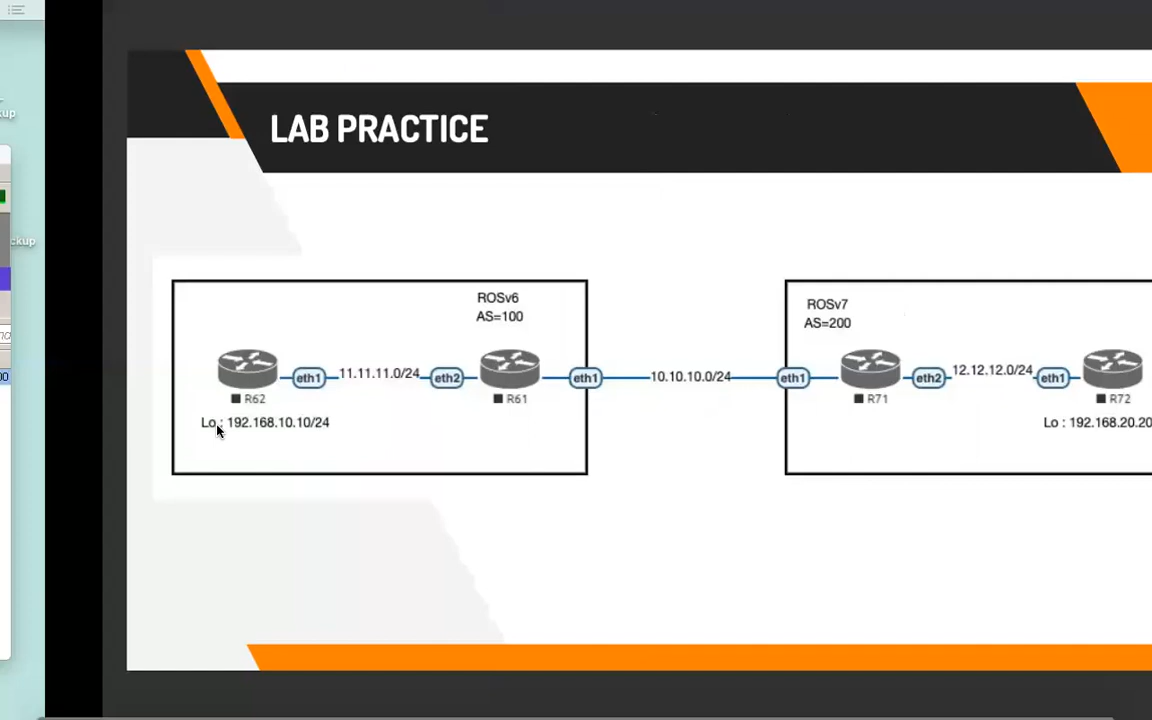 kup
ckup
LAB PRACTICE
ROSv6
AS=100
ROSv7
AS=200
eth1
11.11.11.0/24
eth2
eth1
10.10.10.0/24
eth1
eth2
12.12.12.0/24
eth1
R62
R61
R71
R72
Lo : 192.168.10.10/24
Lo : 192.168.20.20